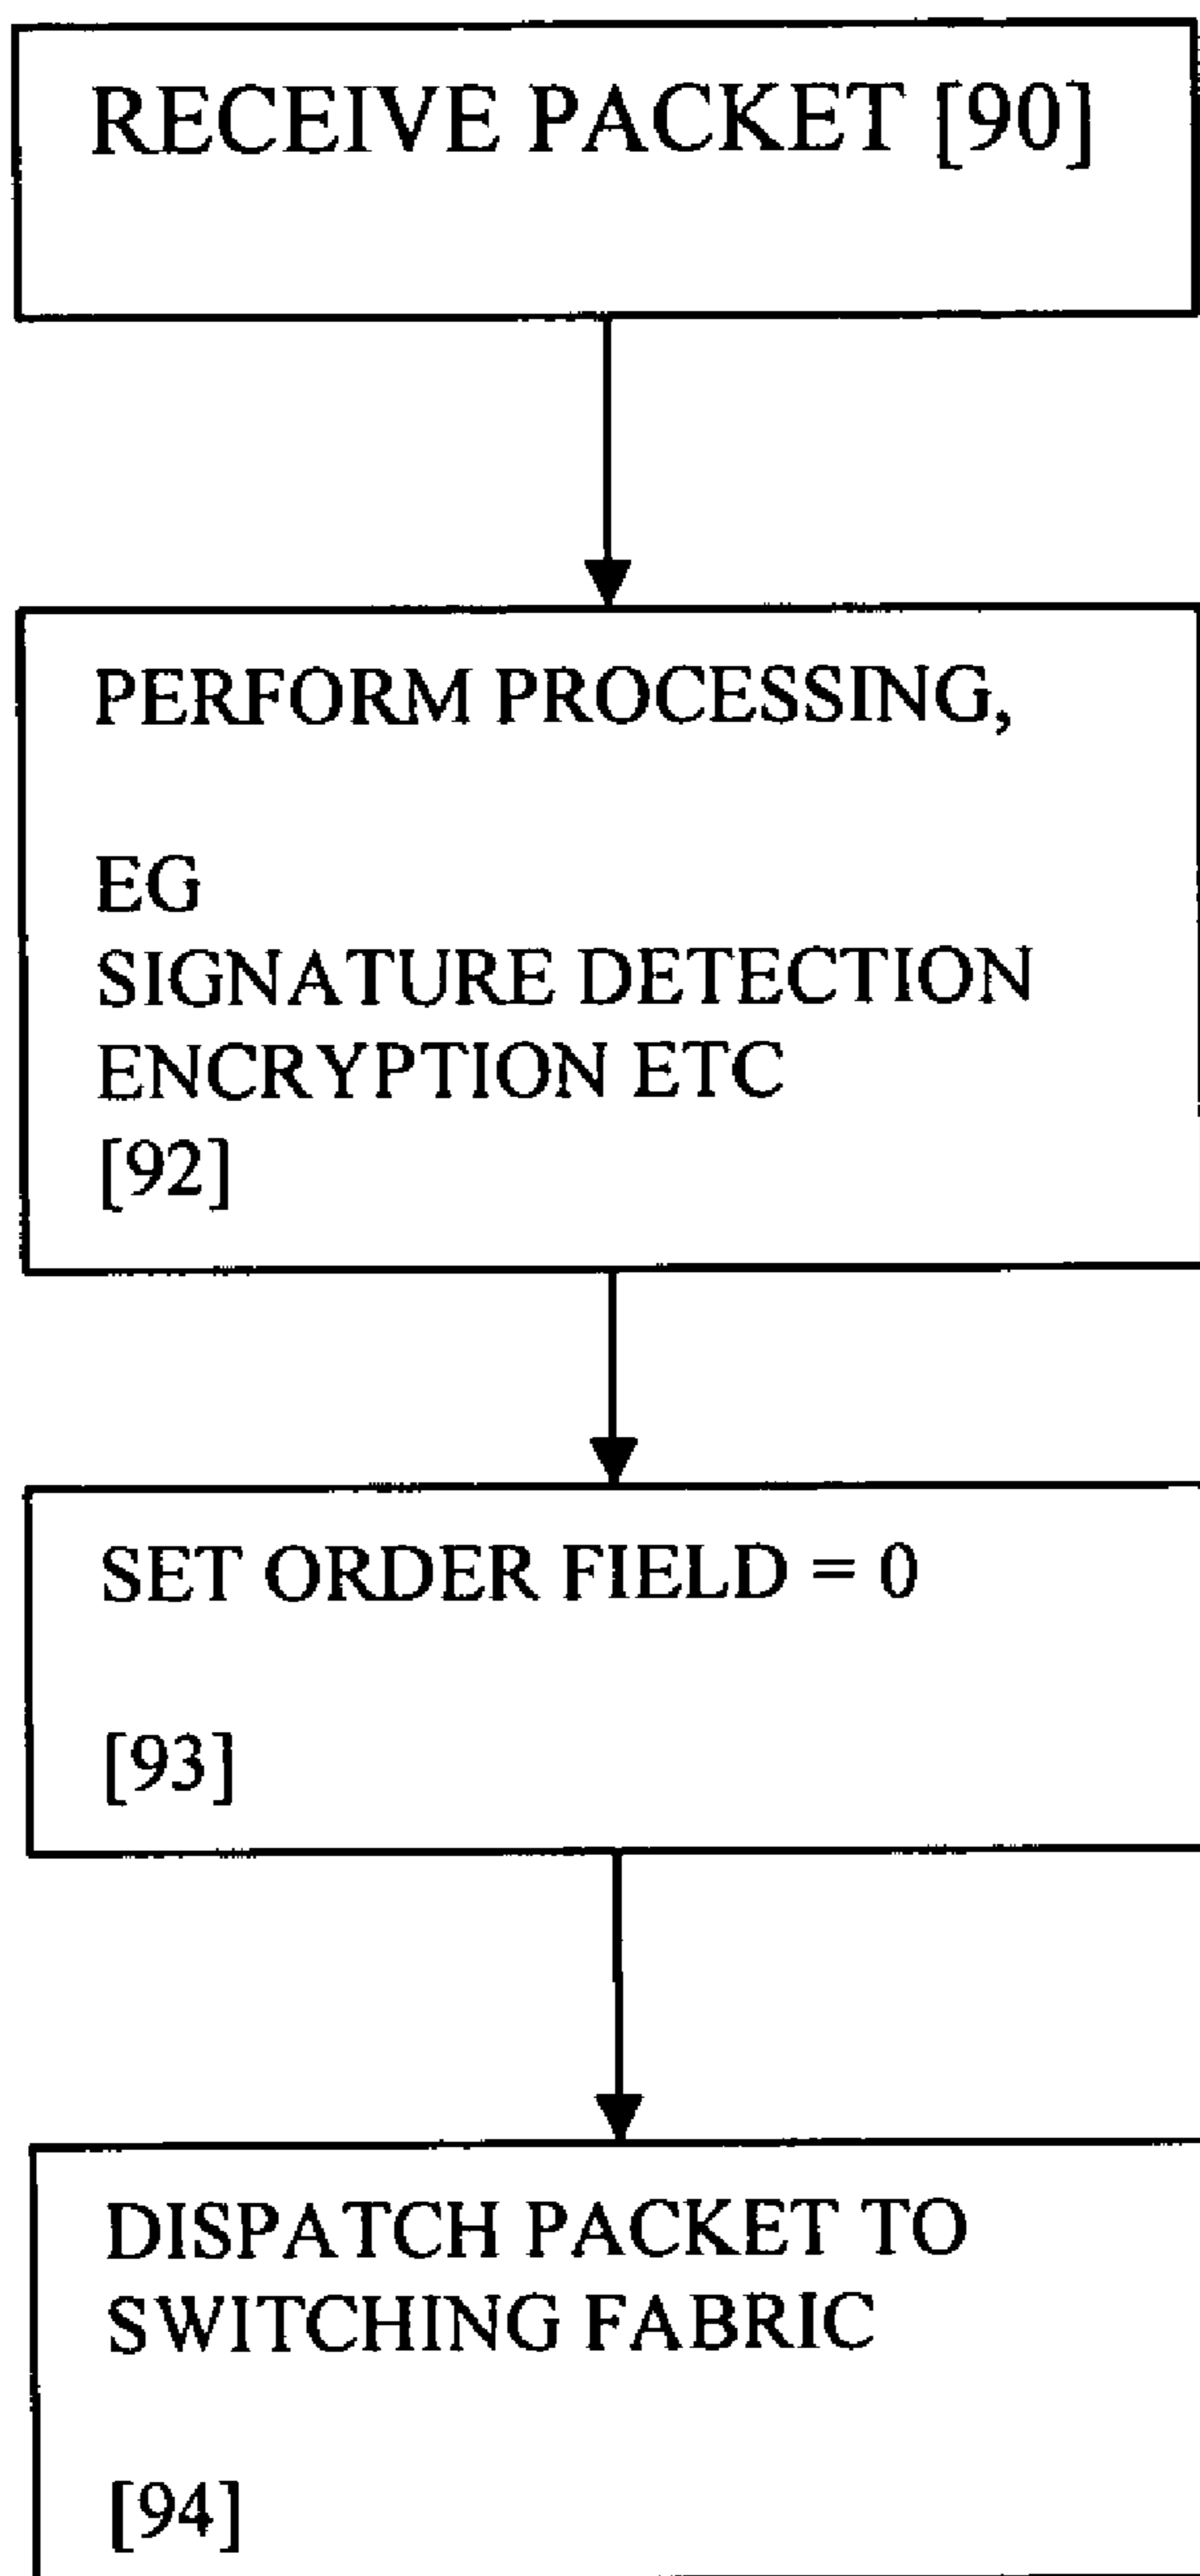 RECEIVE PACKET [90]
PERFORM PROCESSING,
EG
SIGNATURE DETECTION
ENCRYPTION ETC
[92]
SET ORDER FIELD = 0
[93]
DISPATCH PACKET TO
SWITCHING FABRIC
[94]